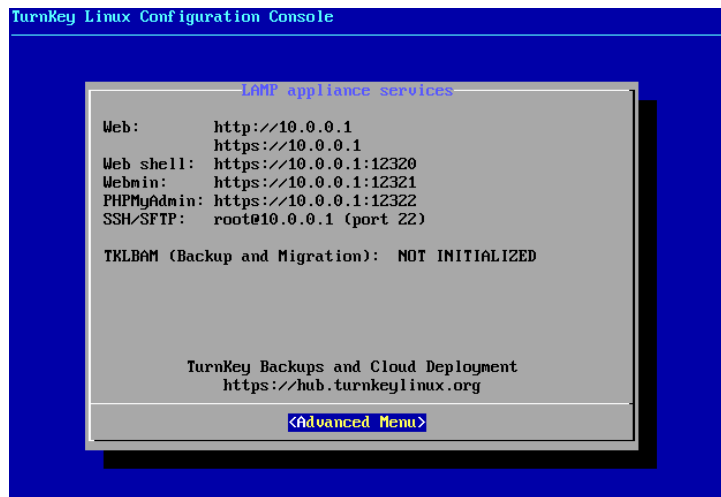 TurnKey Linux Configuration Console
LAMP appliance services
Web: http://10.0.0.1
https://10.0.0.1
Web shell: https://10.0.0.1:12320
Webmin: https://10.0.0.1:12321
PHPMyAdmin: https://10.0.0.1:12322
SSH/SFTP: root@10.0.0.1 (port 22)
TKLBAM (Backup and Migration): NOT INITIALIZED
TurnKey Backups and Cloud Deployment
https://hub.turnkeylinux.org
<Advanced Menu>